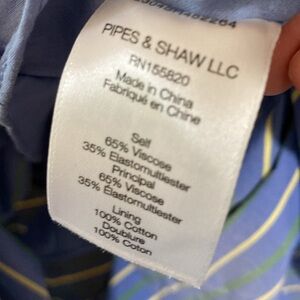 PIPES & SHAW LLC
RN155820
Made in China
Fabriqué en Chine
Self
65% Viscose
35% Elastomultiester
Principal
65% Viscose
35% Elastomultiester
Lining
100% Cotton
Doublure
100% Coton